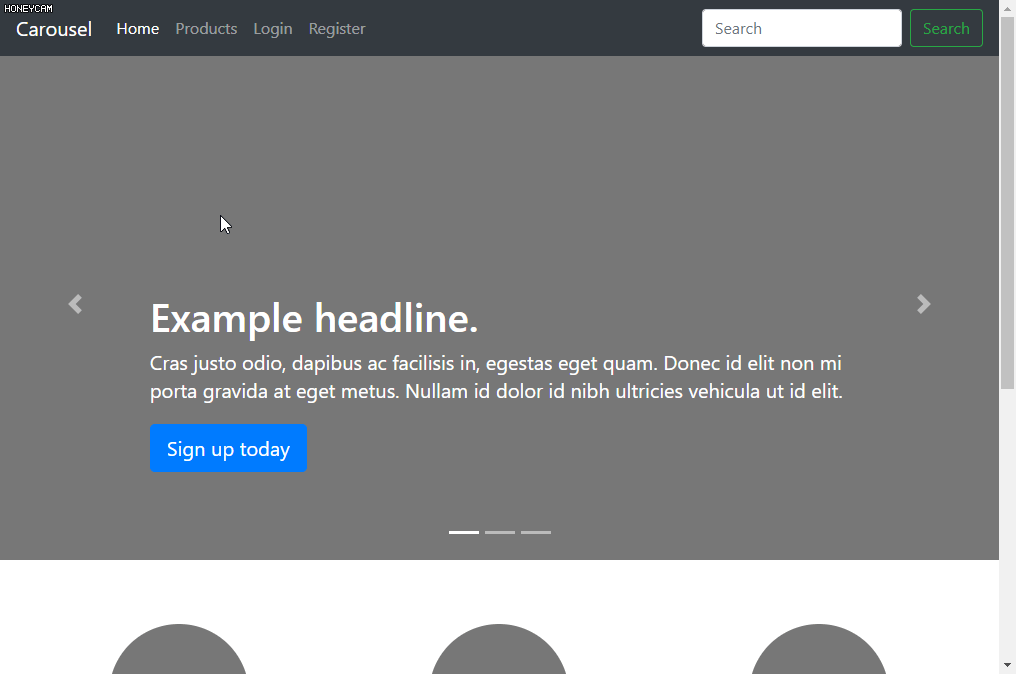 HONEYCAM
Carousel Home Products Login Register Search Search
Example headline.
Cras justo odio, dapibus ac facilisis in, egestas eget quam. Donec id elit non mi
porta gravida at eget metus. Nullam id dolor id nibh ultricies vehicula ut id elit.
Sign up today